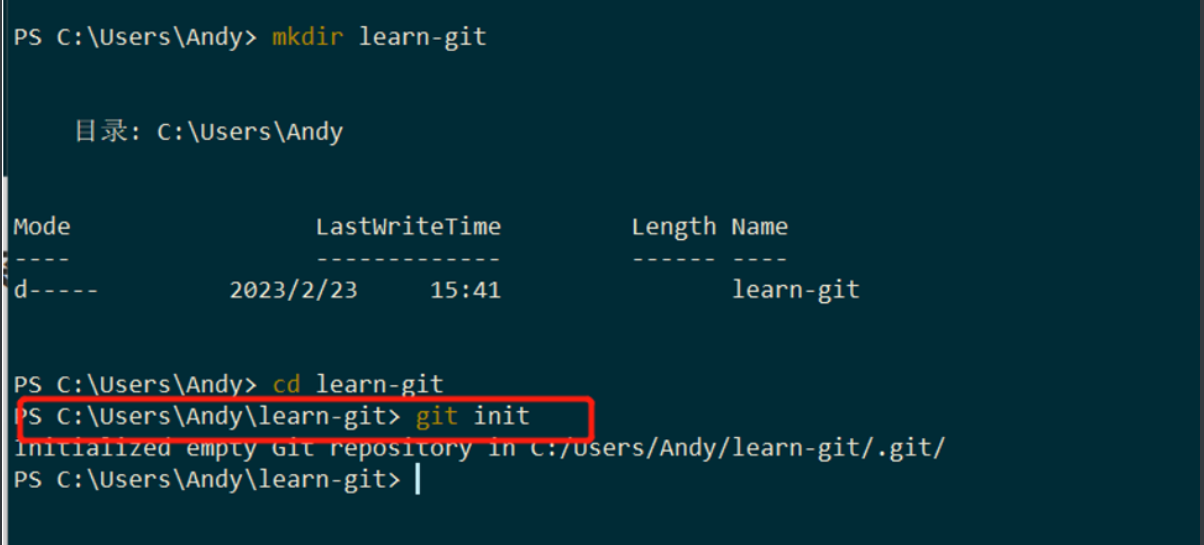 PS C:\Users\Andy> mkdir learn-git
目录: C:\Users\Andy
Mode                 LastWriteTime         Length Name
----                 -------------         ------ ----
d-----         2023/2/23     15:41                learn-git
PS C:\Users\Andy> cd learn-git
PS C:\Users\Andy\learn-git> git init
Initialized empty Git repository in C:/Users/Andy/learn-git/.git/
PS C:\Users\Andy\learn-git>